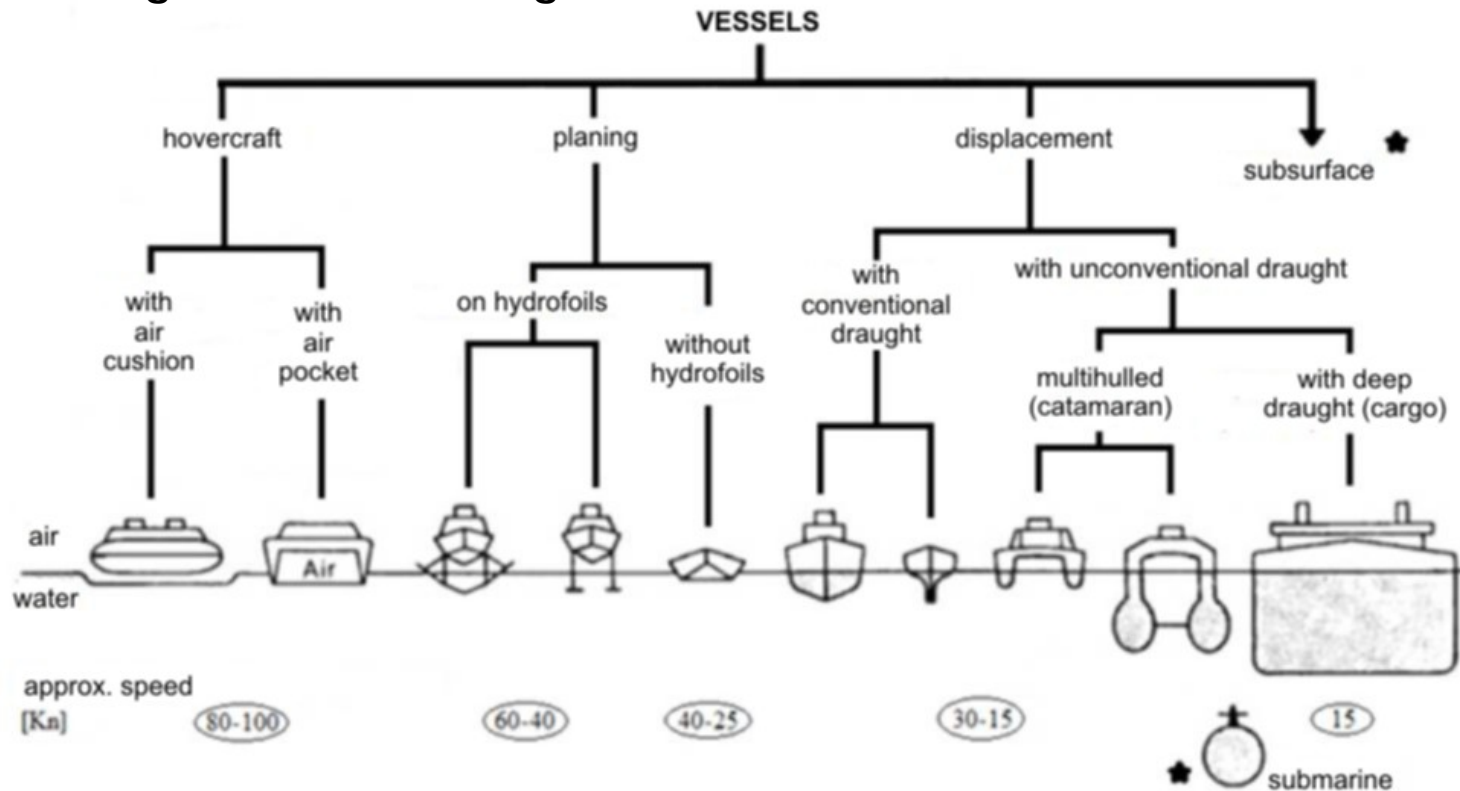 VESSELS
hovercraft
planing
displacement
subsurface
with
air
cushion
with
air
pocket
on hydrofoils
without
hydrofoils
with
conventional
draught
with unconventional draught
multihulled
(catamaran)
with deep
draught (cargo)
air
Air
water
approx. speed
[Kn]
80-100
60-40
40-25
30-15
15
submarine